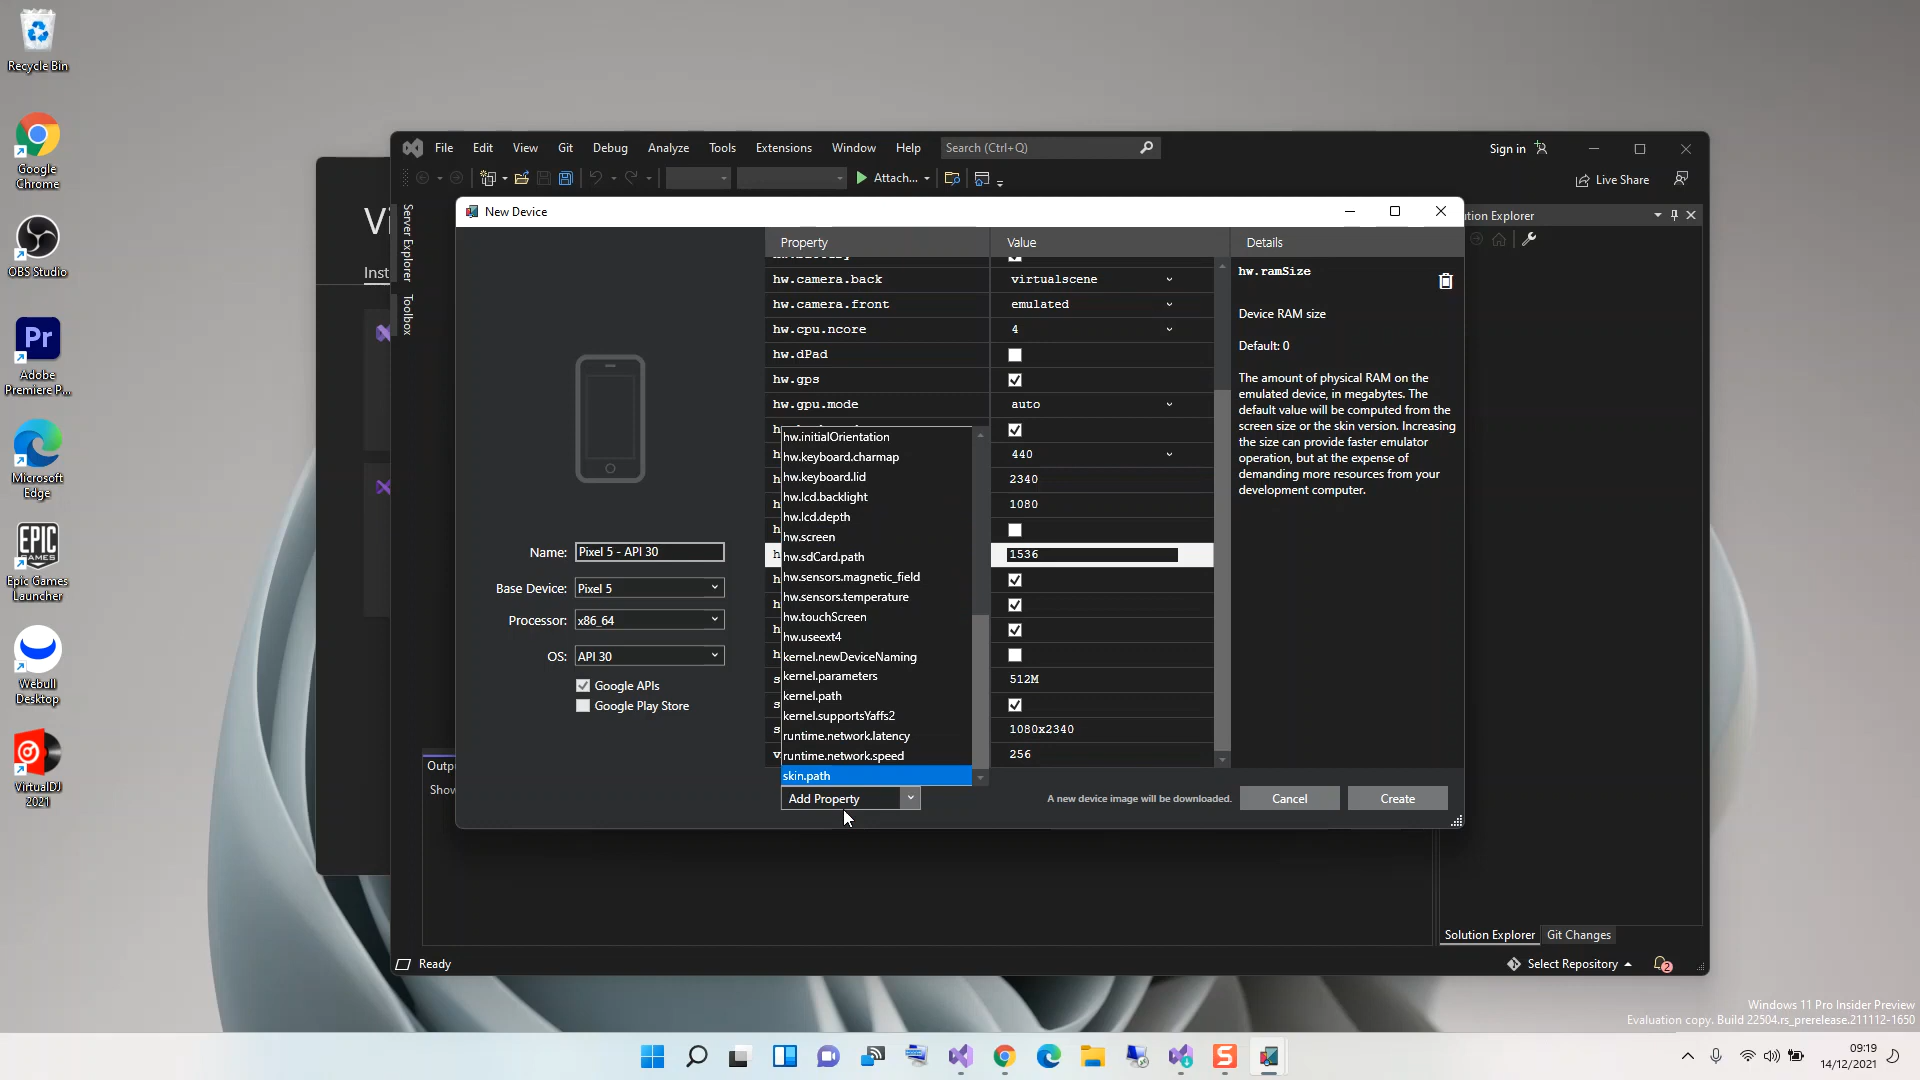 Recycle Bin
Google
Chrome
OBS Studio
Adobe
Premiere P...
Microsoft
Edge
Epic Games
Launcher
Webull
Desktop
VirtualDJ
2021
File Edit View Git Debug Analyze Tools Extensions Window Help
Search (Ctrl+Q)
Sign in
Attach...
Live Share
Vi
Inst
Server Explorer
Toolbox
New Device
Property Value Details
hw.camera.back virtualscene
hw.camera.front emulated
hw.cpu.ncore 4
hw.dPad
hw.gps
hw.gpu.mode auto
440
2340
1080
1536
512M
1080x2340
256
hw.initialOrientation
hw.keyboard.charmap
hw.keyboard.lid
hw.lcd.backlight
hw.lcd.depth
hw.screen
hw.sdCard.path
hw.sensors.magnetic_field
hw.sensors.temperature
hw.touchScreen
hw.useext4
kernel.newDeviceNaming
kernel.parameters
kernel.path
kernel.supportsYaffs2
runtime.network.latency
runtime.network.speed
skin.path
Add Property
hw.ramSize
Device RAM size
Default: 0
The amount of physical RAM on the
emulated device, in megabytes. The
default value will be computed from the
screen size or the skin version. Increasing
the size can provide faster emulator
operation, but at the expense of
demanding more resources from your
development computer.
Name: Pixel 5 - API 30
Base Device: Pixel 5
Processor: x86_64
OS: API 30
Google APIs
Google Play Store
A new device image will be downloaded.
Cancel
Create
ution Explorer
Outp
Show
Solution Explorer Git Changes
Ready
Select Repository
2
Windows 11 Pro Insider Preview
Evaluation copy. Build 22504.rs_prerelease.211112-1650
09:19
14/12/2021